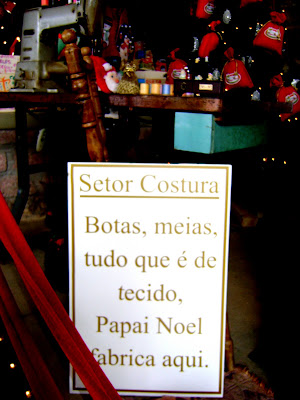 Setor Costura
Botas, meias,
tudo que é de
tecido,
Papai Noel
fabrica aqui.